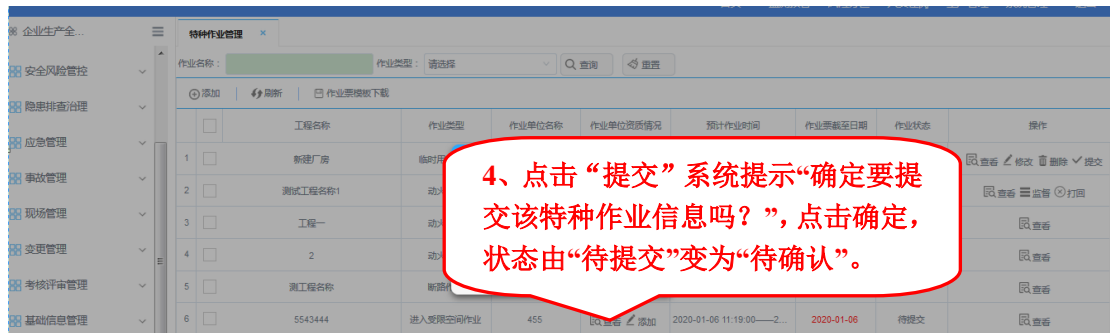 企业生产全...
特种作业管理 ×
安全风险管控
隐患排查治理
应急管理
事故管理
现场管理
变更管理
考核评审管理
基础信息管理
作业名称： 作业类型： 请选择 查询 重置
添加 刷新 作业票模板下载
工程名称 作业类型 作业单位名称 作业单位资质情况 预计作业时间 作业票截至日期 作业状态 操作
1 新建厂房 临时用 查看 修改 删除 提交
2 测试工程名称1 动火 查看 监督 打回
3 工程一 动火 查看
4 2 动火 查看
5 测工程名称 断路作 查看
6 5543444 进入受限空间作业 455 查看 添加 2020-01-06 11:19:00——2... 2020-01-06 待提交 查看
4、点击“提交”系统提示“确定要提
交该特种作业信息吗？”，点击确定，
状态由“待提交”变为“待确认”。